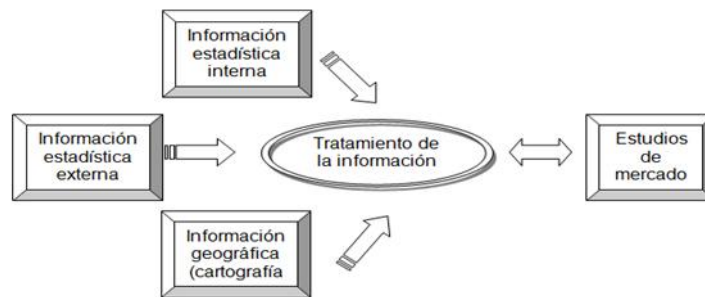 Información
estadística
interna
Información
estadística
externa
Tratamiento de
la información
Estudios
de
mercado
Información
geográfica
(cartografía